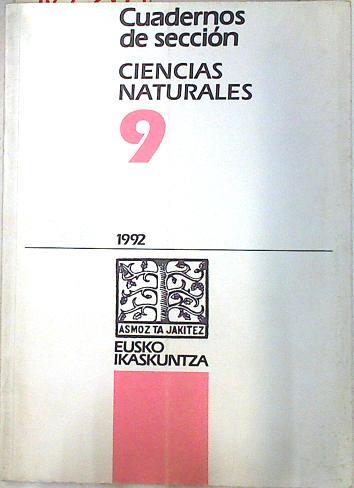 Cuadernos
de sección
CIENCIAS
NATURALES
9
1992
ASMOZ TA JAKITEZ
EUSKO
IKASKUNTZA